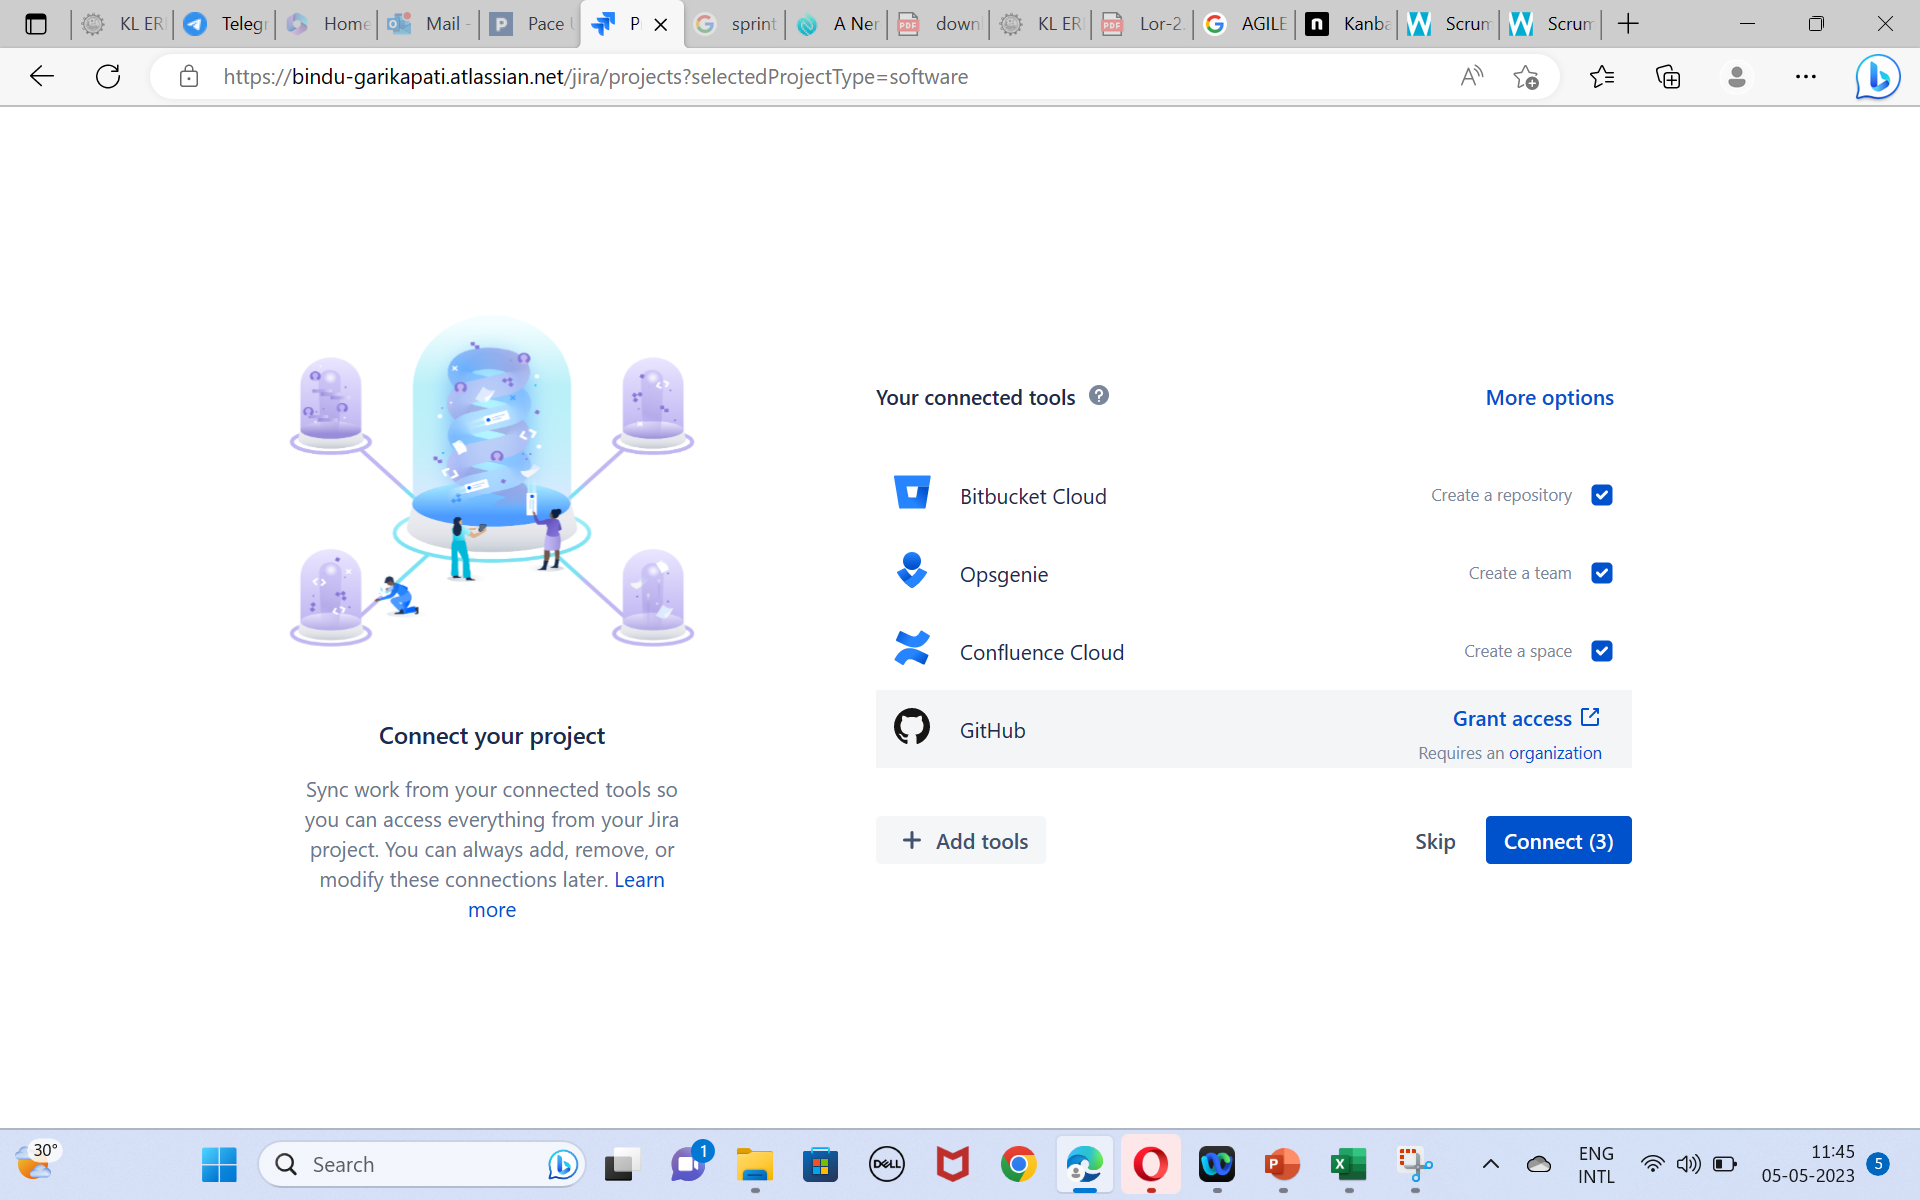 KL ER
Telegr
Home
Mail -
Pace U
P
sprint
A Ner
down
KL ER
Lor-2.
AGILE
Kanba
Scrum
Scrum
https://bindu-garikapati.atlassian.net/jira/projects?selectedProjectType=software
Your connected tools
More options
Bitbucket Cloud
Create a repository
Opsgenie
Create a team
Confluence Cloud
Create a space
GitHub
Grant access
Requires an organization
Add tools
Skip
Connect (3)
Connect your project
Sync work from your connected tools so
you can access everything from your Jira
project. You can always add, remove, or
modify these connections later. Learn
more
30°
Search
1
DELL
ENG
INTL
11:45
05-05-2023
5